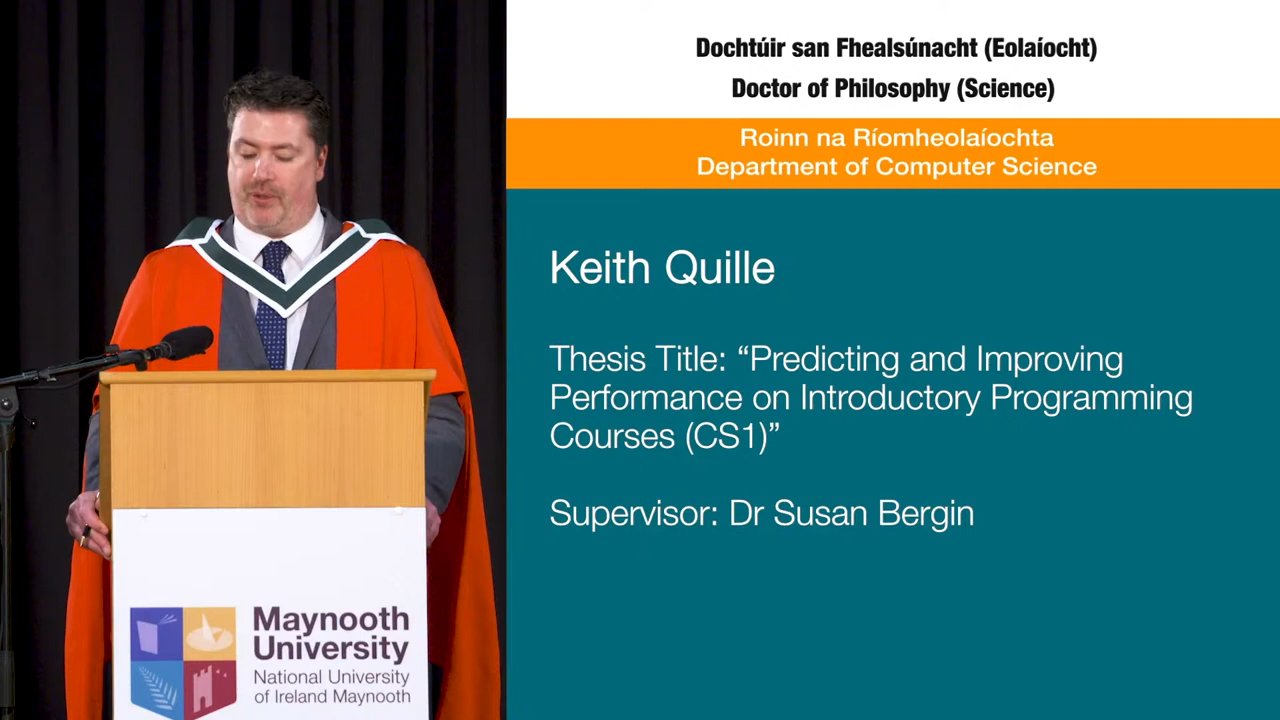 Dochtúir san Fhealsúnacht (Eolaíocht)
Doctor of Philosophy (Science)
Roinn na Ríomheolaíochta
Department of Computer Science
Keith Quille
Thesis Title: “Predicting and Improving
Performance on Introductory Programming
Courses (CS1)”
Supervisor: Dr Susan Bergin
Maynooth
University
National University
of Ireland Maynooth